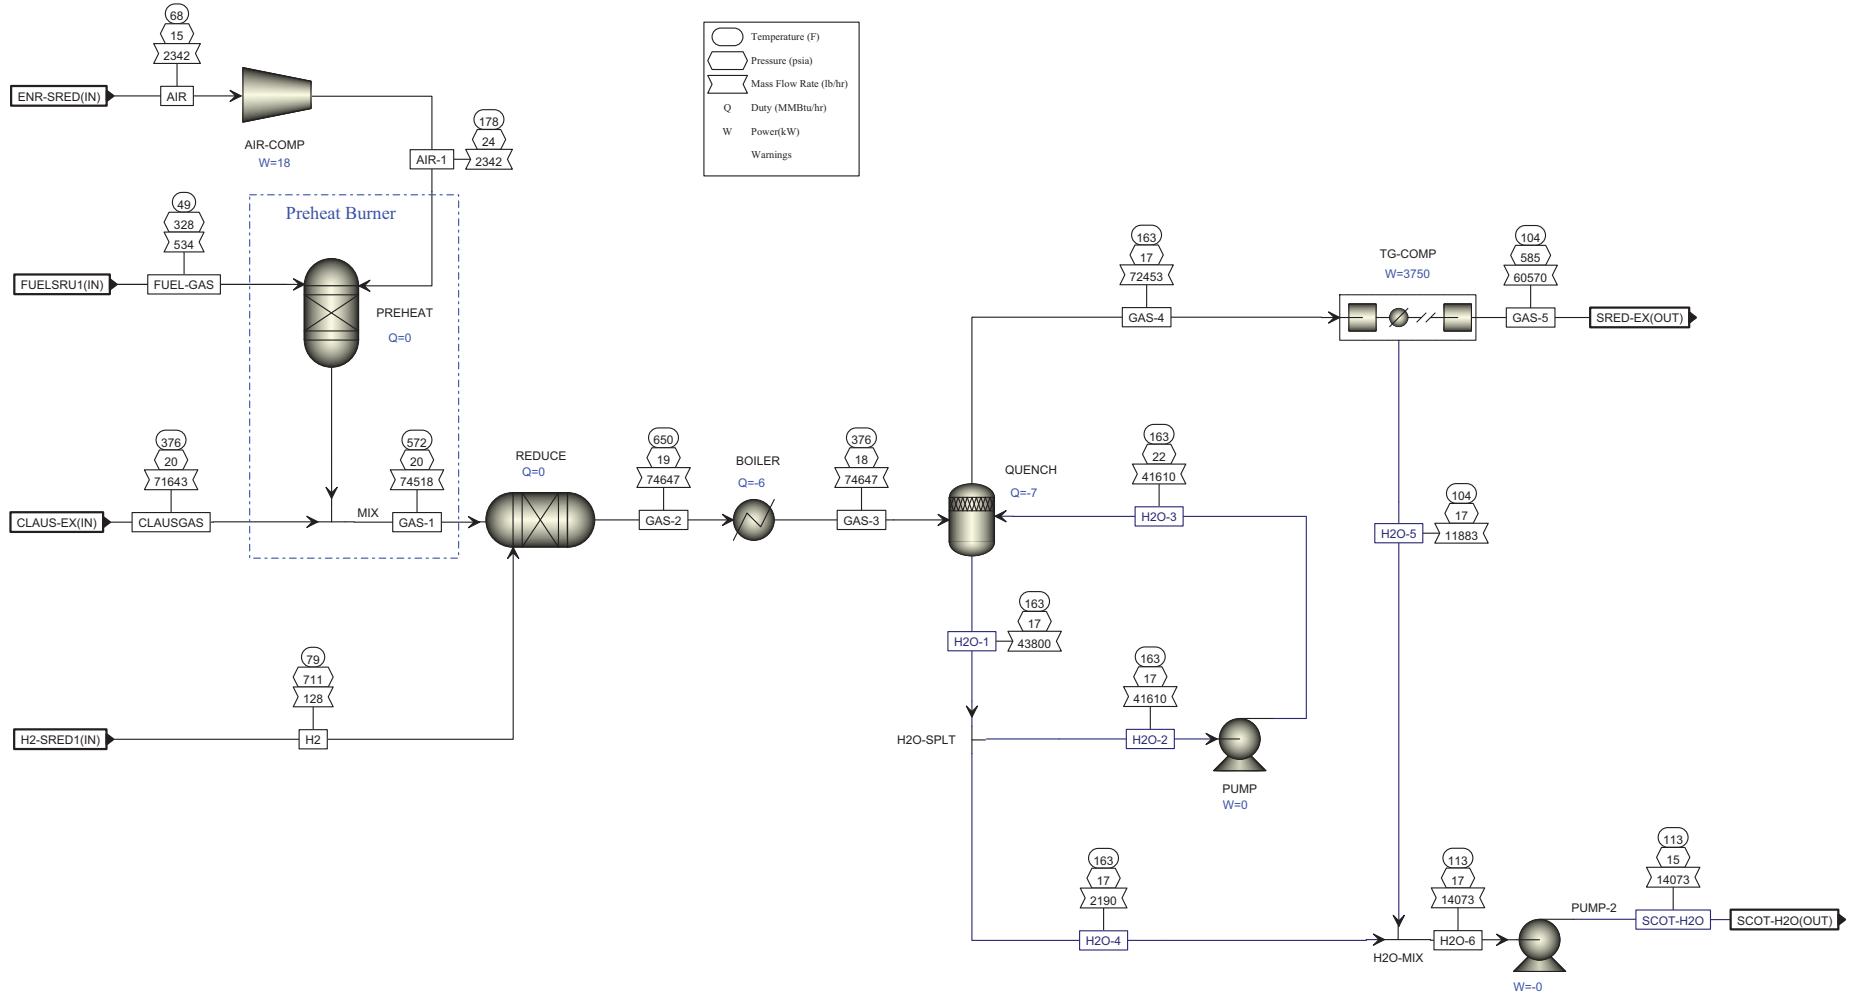 68
15
2342
ENR-SRED(IN)
AIR
AIR-COMP
W=18
178
24
2342
AIR-1
Temperature (F)
Pressure (psia)
Mass Flow Rate (lb/hr)
Q Duty (MMBtu/hr)
W Power(kW)
Warnings
Preheat Burner
49
328
534
FUELSRU1(IN)
FUEL-GAS
PREHEAT
Q=0
163
17
72453
GAS-4
TG-COMP
W=3750
104
585
60570
GAS-5
SRED-EX(OUT)
376
20
71643
CLAUS-EX(IN)
CLAUSGAS
MIX
572
20
74518
GAS-1
REDUCE
Q=0
650
19
74647
GAS-2
BOILER
Q=-6
376
18
74647
GAS-3
QUENCH
Q=-7
163
22
41610
H2O-3
104
17
11883
H2O-5
163
17
43800
H2O-1
79
711
128
H2-SRED1(IN)
H2
H2O-SPLT
163
17
41610
H2O-2
PUMP
W=0
163
17
2190
H2O-4
H2O-MIX
113
17
14073
H2O-6
PUMP-2
W=-0
113
15
14073
SCOT-H2O
SCOT-H2O(OUT)